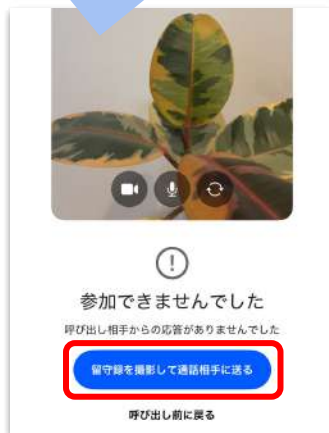 参加できませんでした
呼び出し相手からの応答がありませんでした
留守録を撮影して通話相手に送る
呼び出し前に戻る